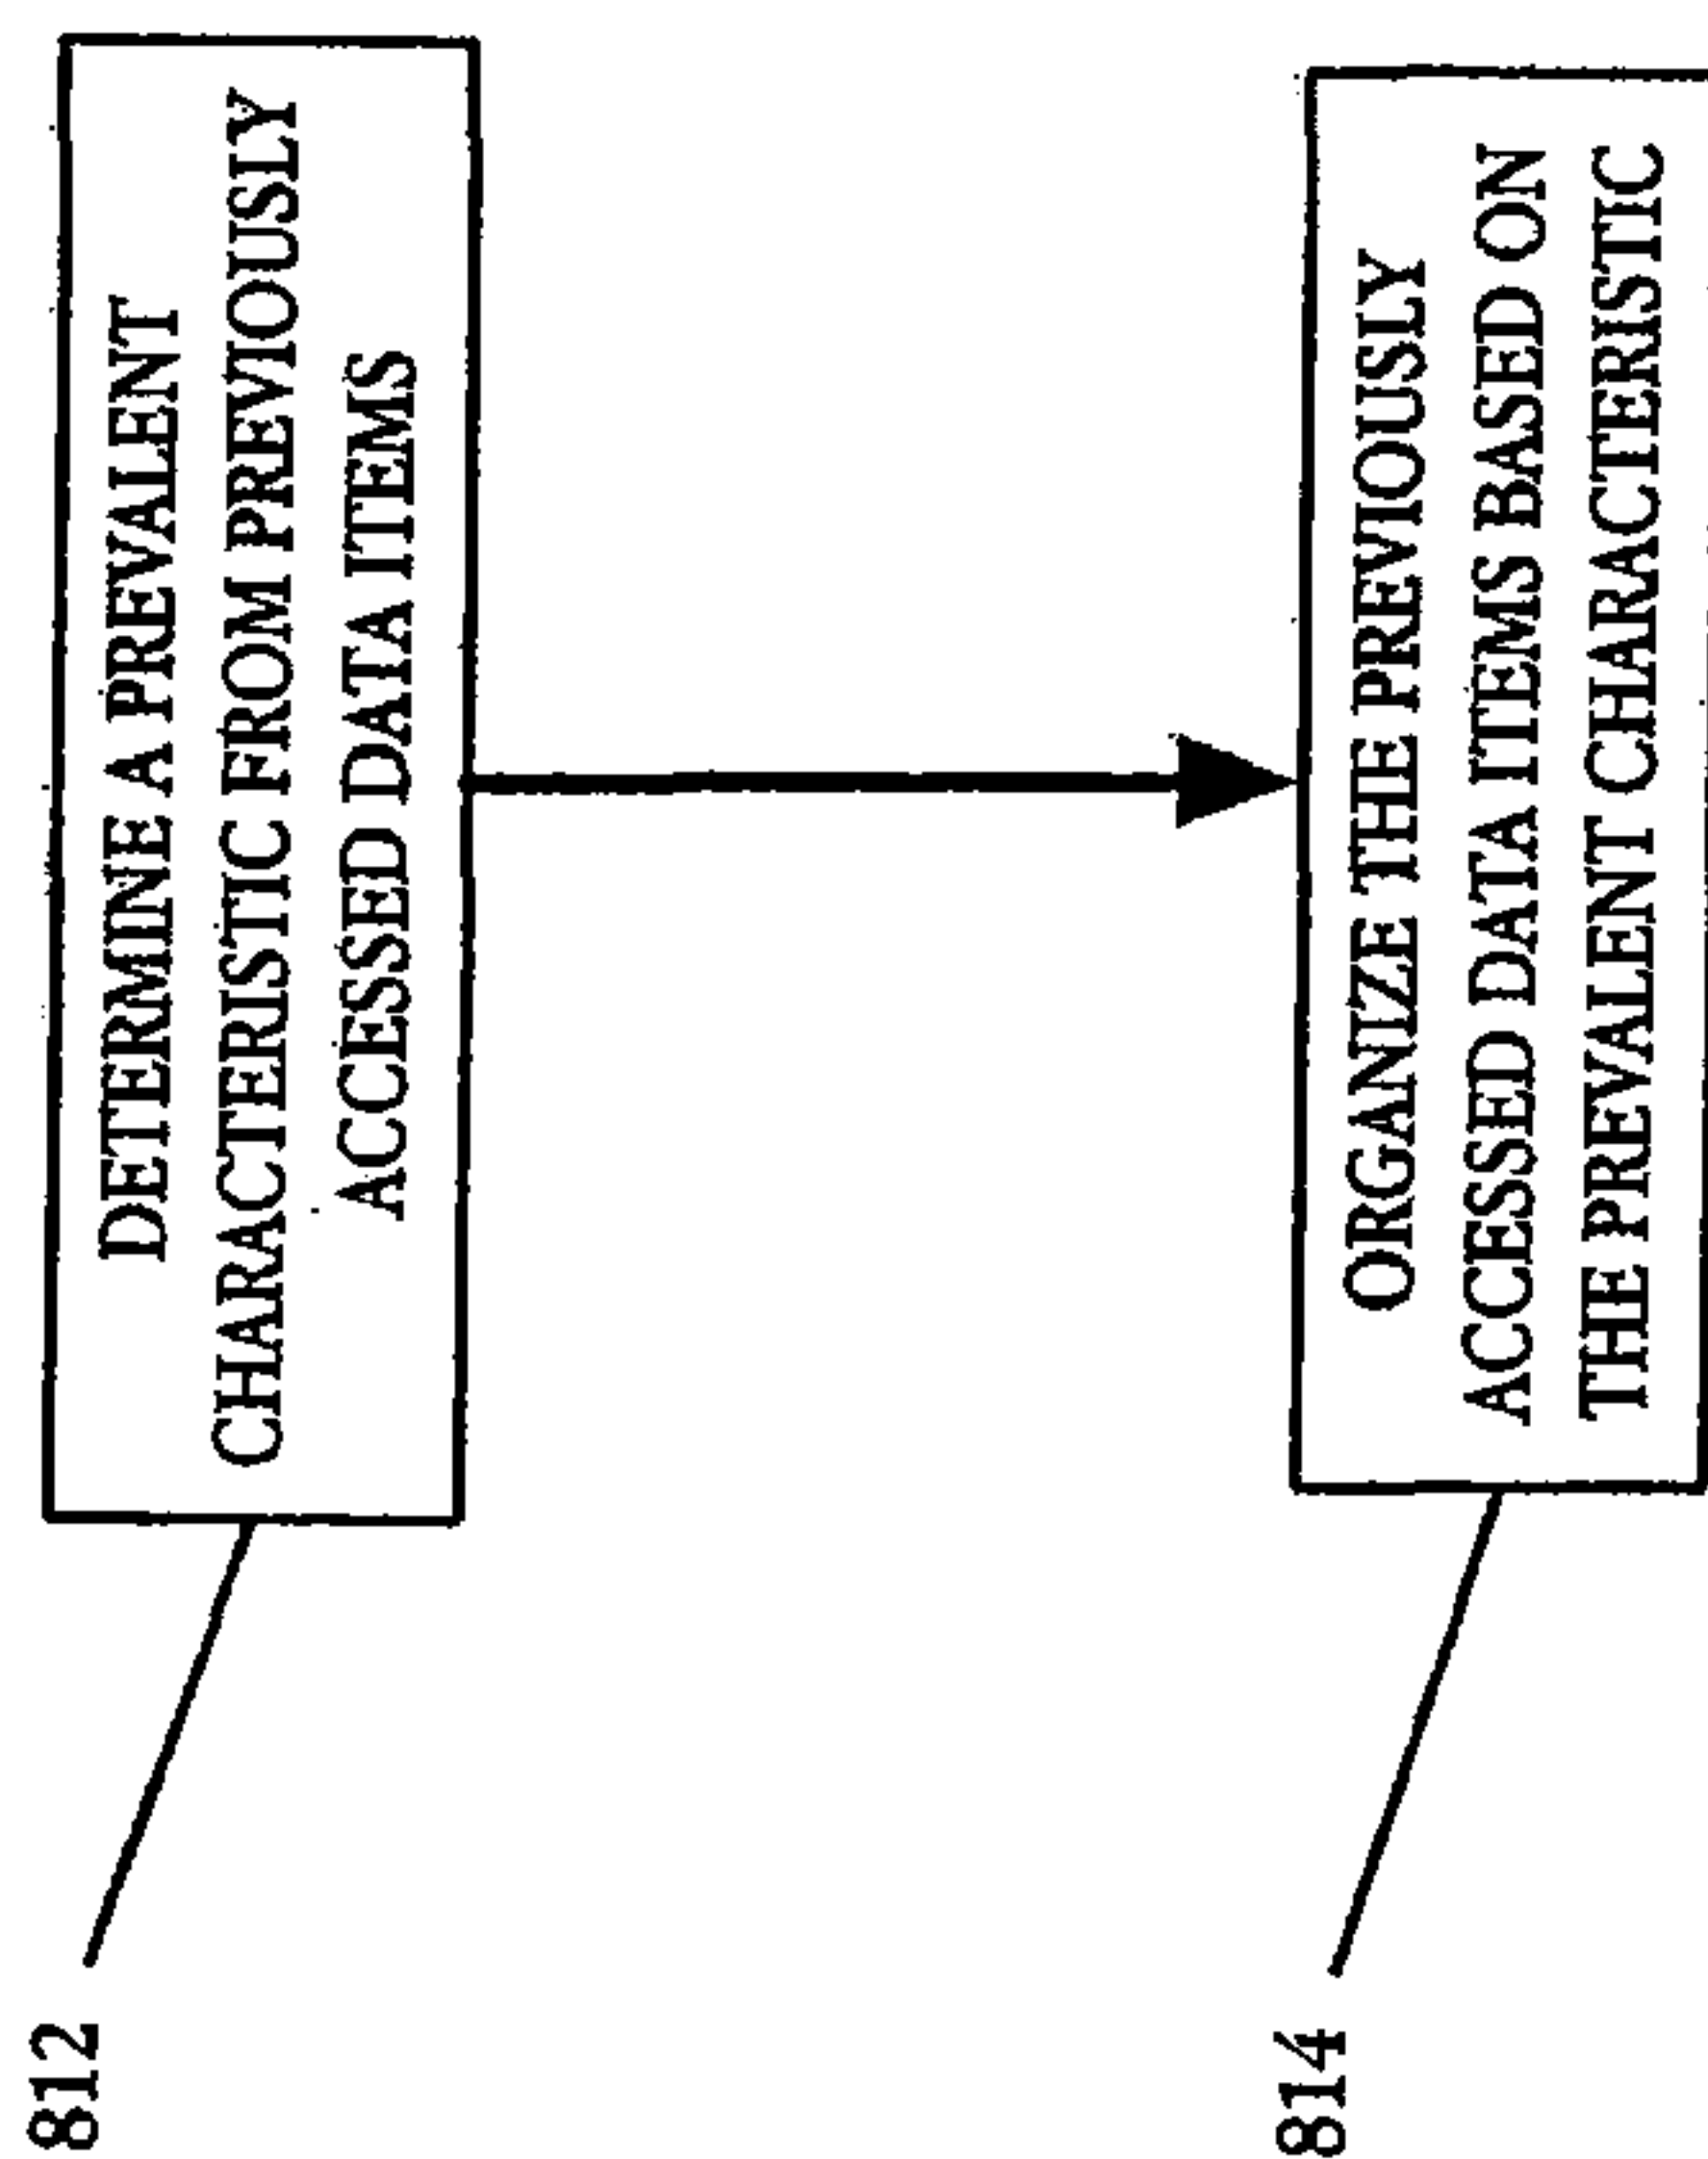 812
DETERMINE A PREVALENT
CHARACTERISTIC FROM PREVIOUSLY
ACCESSED DATA ITEMS
814
ORGANIZE THE PREVIOUSLY
ACCESSED DATA ITEMS BASED ON
THE PREVALENT CHARACTERISTIC